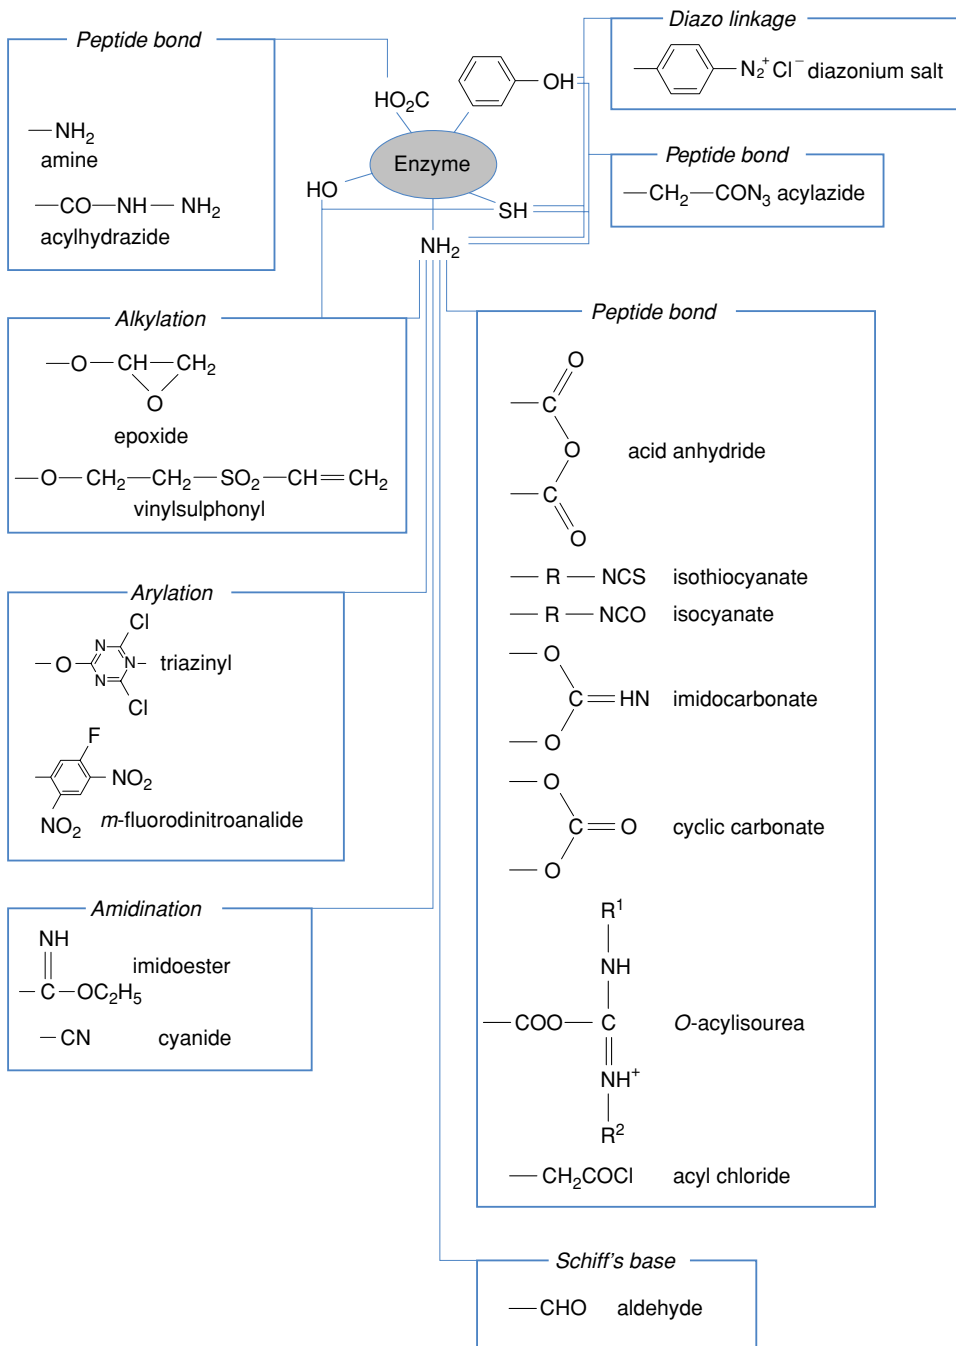 Peptide bond
—NH₂
amine
—CO—NH—NH₂
acylhydrazide
HO₂C
OH
Enzyme
HO
SH
NH₂
Diazo linkage
N₂⁺Cl⁻ diazonium salt
Peptide bond
—CH₂—CON₃ acylazide
Alkylation
—O—CH—CH₂
O
epoxide
—O—CH₂—CH₂—SO₂—CH=CH₂
vinylsulphonyl
Arylation
Cl
N
—O N— triazinyl
N
Cl
F
NO₂
NO₂ m-fluorodinitroanalide
Amidination
NH
imidoester
—C—OC₂H₅
—CN cyanide
Peptide bond
O
C
O acid anhydride
C
O
—R—NCS isothiocyanate
—R—NCO isocyanate
—O
C=HN imidocarbonate
—O
—O
C=O cyclic carbonate
—O
R¹
NH
—COO—C O-acylisourea
NH⁺
R²
—CH₂COCl acyl chloride
Schiff's base
—CHO aldehyde